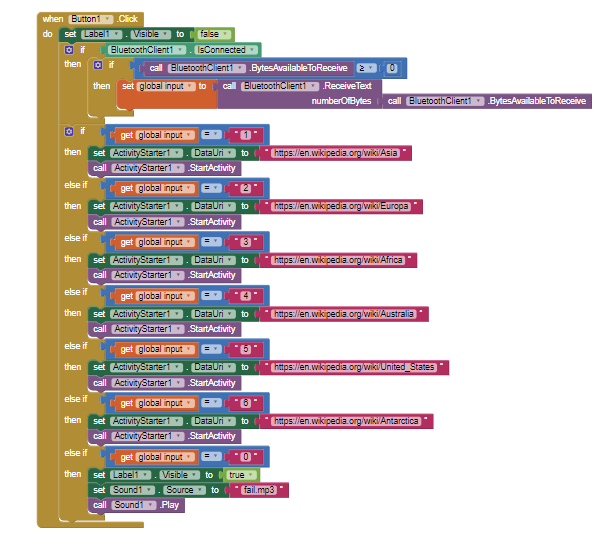 when Button1 .Click
do set Label1 . Visible to false
if BluetoothClient1 . IsConnected
then if call BluetoothClient1 .BytesAvailableToReceive ≥ 0
then set global input to call BluetoothClient1 .ReceiveText
numberOfBytes call BluetoothClient1 .BytesAvailableToReceive
if get global input = " 1 "
then set ActivityStarter1 . DataUri to " https://en.wikipedia.org/wiki/Asia "
call ActivityStarter1 .StartActivity
else if get global input = " 2 "
then set ActivityStarter1 . DataUri to " https://en.wikipedia.org/wiki/Europa "
call ActivityStarter1 .StartActivity
else if get global input = " 3 "
then set ActivityStarter1 . DataUri to " https://en.wikipedia.org/wiki/Africa "
call ActivityStarter1 .StartActivity
else if get global input = " 4 "
then set ActivityStarter1 . DataUri to " https://en.wikipedia.org/wiki/Australia "
call ActivityStarter1 .StartActivity
else if get global input = " 5 "
then set ActivityStarter1 . DataUri to " https://en.wikipedia.org/wiki/United_States "
call ActivityStarter1 .StartActivity
else if get global input = " 6 "
then set ActivityStarter1 . DataUri to " https://en.wikipedia.org/wiki/Antarctica "
call ActivityStarter1 .StartActivity
else if get global input = " 0 "
then set Label1 . Visible to true
set Sound1 . Source to " fail.mp3 "
call Sound1 .Play